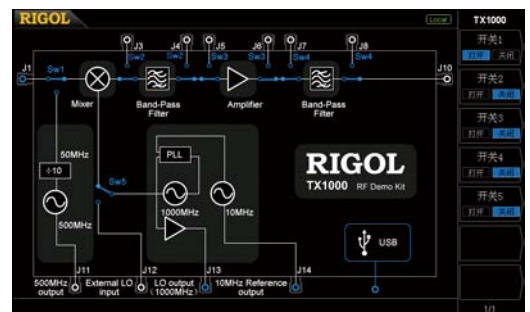 RIGOL
Local
TX1000
J3
J4
J5
J6
J7
J8
Sw2
Sw2
Sw3
Sw3
Sw4
Sw4
J1
Sw1
J10
Mixer
Band-Pass
Filter
Amplifier
Band-Pass
Filter
50MHz
÷10
500MHz
Sw5
PLL
1000MHz
10MHz
RIGOL
TX1000 RF Demo Kit
USB
J11
J12
J13
J14
500MHz
output
External LO
input
LO output
(1000MHz)
10MHz Reference
output
开关1
打开 关闭
开关2
打开 关闭
开关3
打开 关闭
开关4
打开 关闭
开关5
打开 关闭
1/1